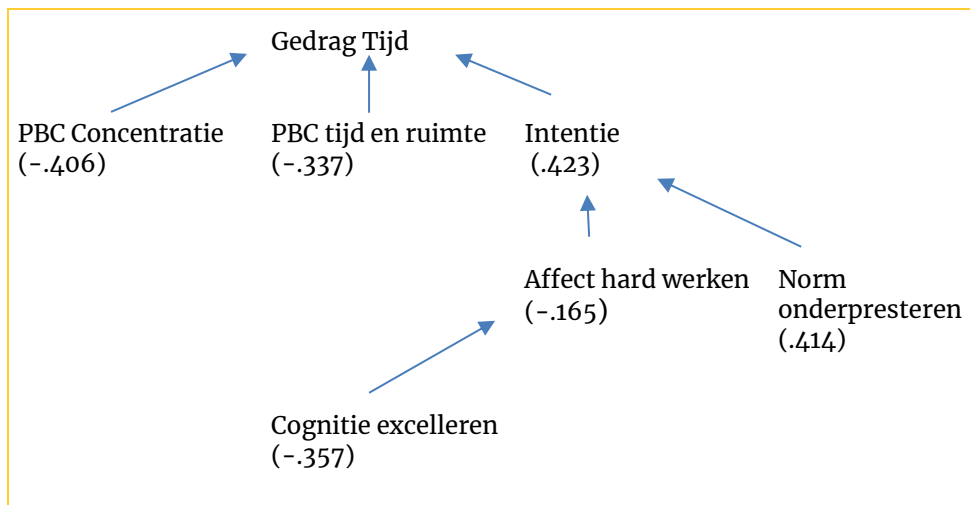 Gedrag Tijd
PBC Concentratie
(-.406)
PBC tijd en ruimte
(-.337)
Intentie
(.423)
Affect hard werken
(-.165)
Norm
onderpresteren
(.414)
Cognitie excelleren
(-.357)